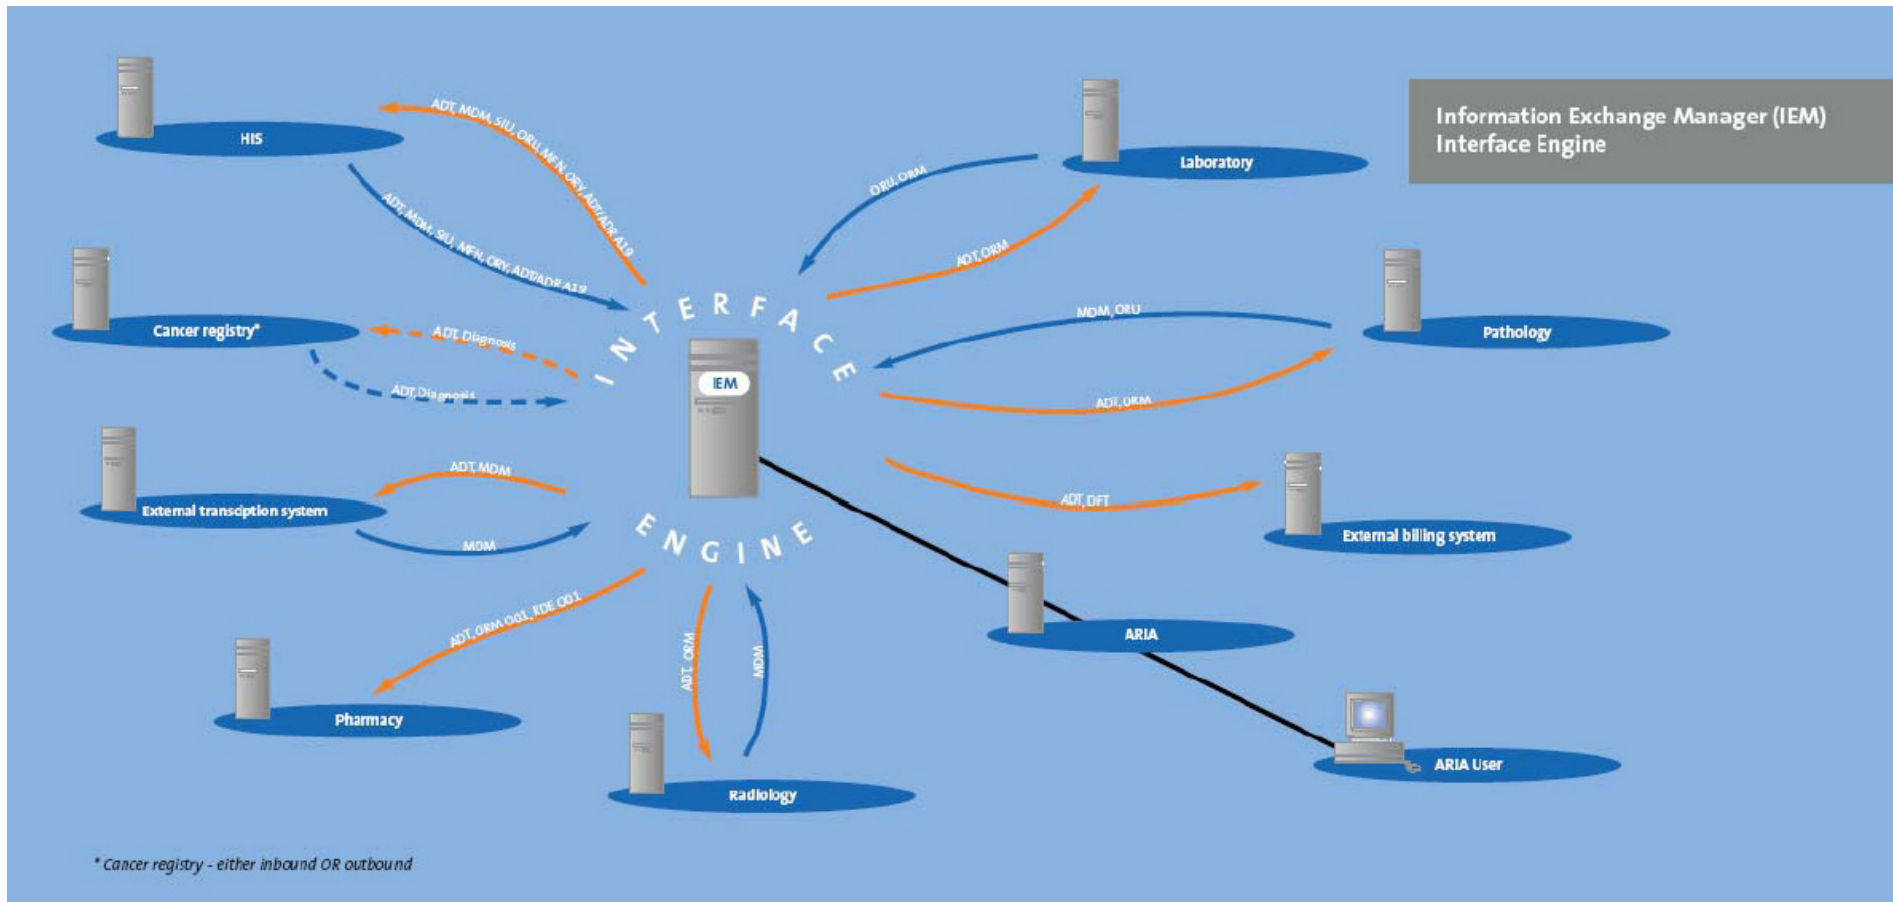 Information Exchange Manager (IEM)
Interface Engine
HIS
ADT, MDM, SIU, ORU, MFN, ORY, ADT/ADR A19
ADT, MDM, SIU, MFN, ORY, ADT/ADR A19
Laboratory
ORU, ORM
ADT, ORM
Cancer registry*
ADT, Diagnosis
ADT, Diagnosis
INTERFACE
IEM
ENGINE
Pathology
MDM, ORU
ADT, ORM
External transciption system
ADT, MDM
MDM
ADT, DFT
External billing system
ADT, ORM O01, RDE O01
Pharmacy
ADT, ORM
MDM
Radiology
ARIA
ARIA User
* Cancer registry - either inbound OR outbound